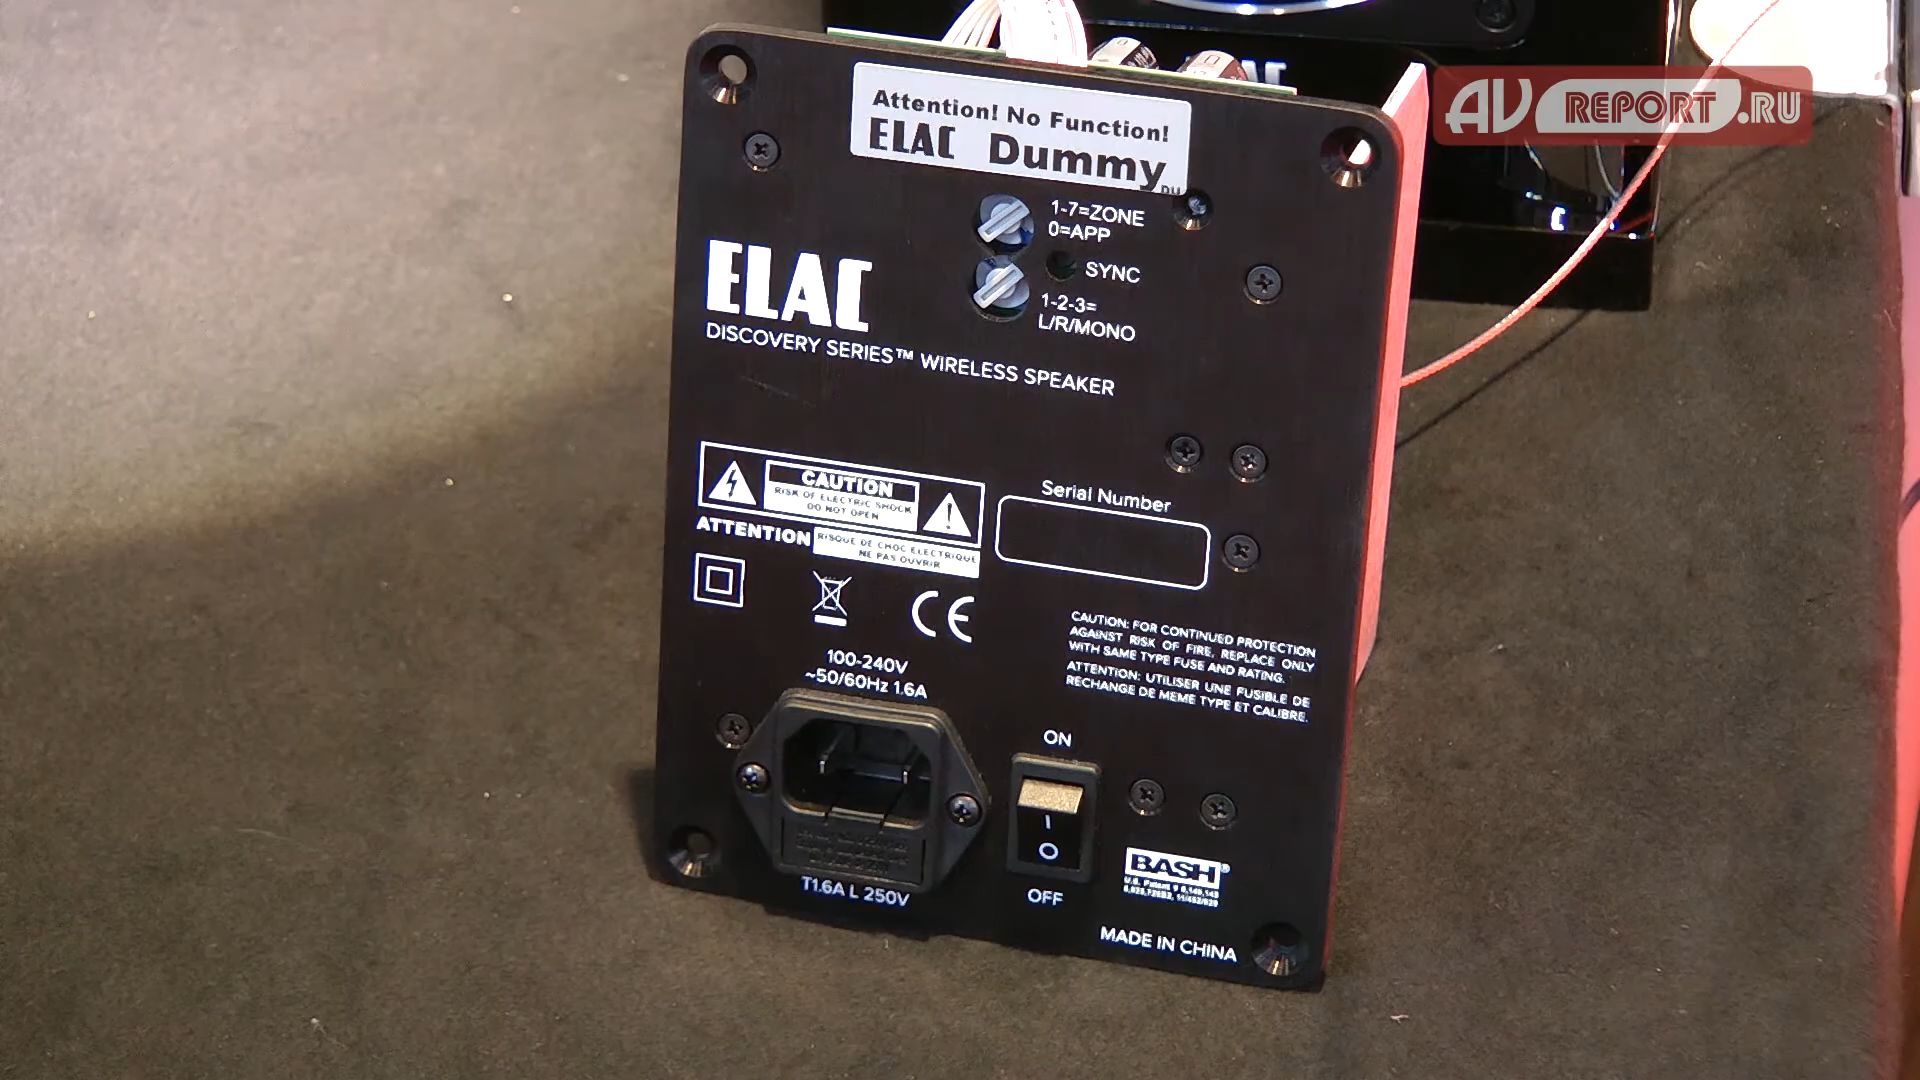 AV REPORT.RU
Attention! No Function!
ELAC Dummy
1-7=ZONE
0=APP
SYNC
1-2-3=
L/R/MONO
ELAC
DISCOVERY SERIES™ WIRELESS SPEAKER
CAUTION
RISK OF ELECTRIC SHOCK
DO NOT OPEN
ATTENTION
RISQUE DE CHOC ELECTRIQUE
NE PAS OUVRIR
Serial Number
CE
CAUTION: FOR CONTINUED PROTECTION
AGAINST RISK OF FIRE, REPLACE ONLY
WITH SAME TYPE FUSE AND RATING.
ATTENTION: UTILISER UNE FUSIBLE DE
RECHANGE DE MEME TYPE ET CALIBRE.
100-240V
~50/60Hz 1.6A
T1.6A L 250V
ON
I
O
OFF
BASH®
U.S. Patent
MADE IN CHINA